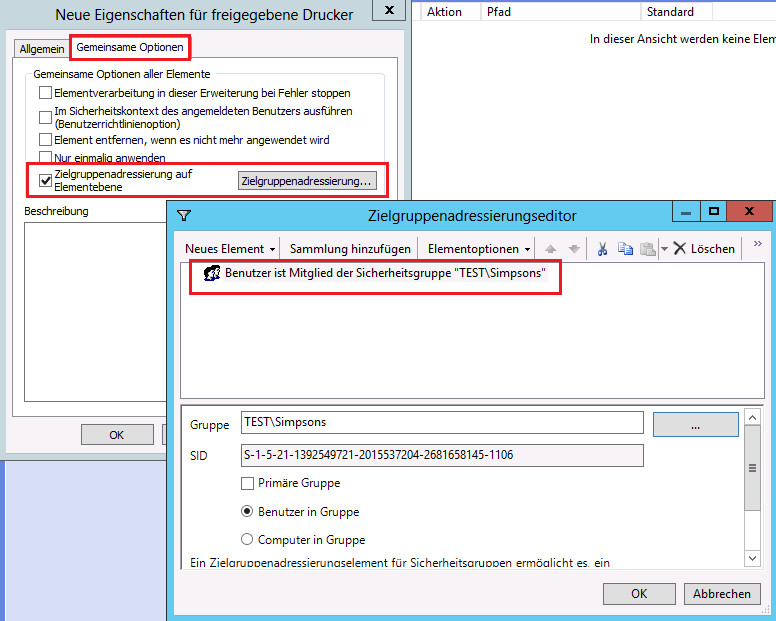 Neue Eigenschaften für freigegebene Drucker
Aktion Pfad Standard
In dieser Ansicht werden keine Elem
Allgemein Gemeinsame Optionen
Gemeinsame Optionen aller Elemente
Elementverarbeitung in dieser Erweiterung bei Fehler stoppen
Im Sicherheitskontext des angemeldeten Benutzers ausführen
(Benutzerrichtlinienoption)
Element entfernen, wenn es nicht mehr angewendet wird
Nur einmalig anwenden
Zielgruppenadressierung auf
Elementebene
Zielgruppenadressierung...
Beschreibung
OK
Zielgruppenadressierungseditor
Neues Element Sammlung hinzufügen Elementoptionen Löschen »
Benutzer ist Mitglied der Sicherheitsgruppe "TEST\Simpsons"
Gruppe TEST\Simpsons ...
SID S-1-5-21-1392549721-2015537204-2681658145-1106
Primäre Gruppe
Benutzer in Gruppe
Computer in Gruppe
Ein Zielgruppenadressierungselement für Sicherheitsgruppen ermöglicht es, ein
OK Abbrechen